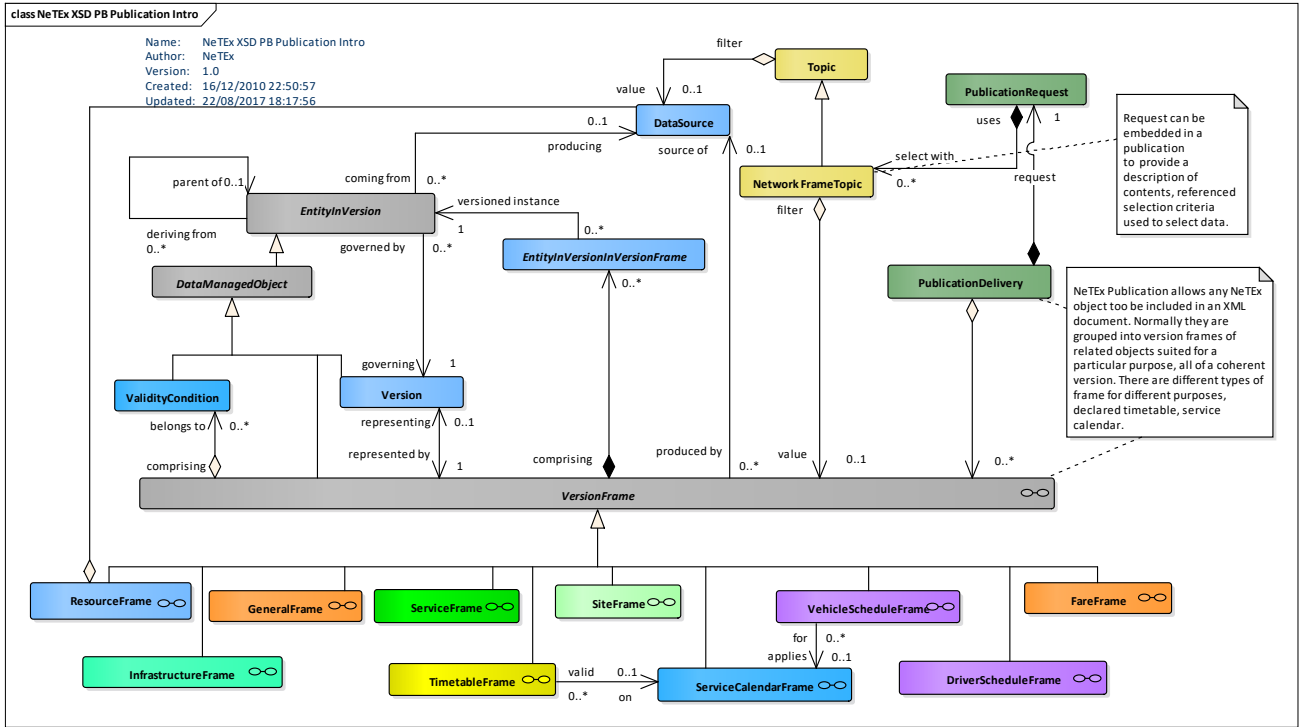 class NeTEx XSD PB Publication Intro
Name: NeTEx XSD PB Publication Intro
Author: NeTEx
Version: 1.0
Created: 16/12/2010 22:50:57
Updated: 22/08/2017 18:17:56
filter
Topic
value 0..1
PublicationRequest
uses 1
DataSource
0..1
producing
source of 0..1
Request can be
embedded in a
publication
to provide a
description of
contents, referenced
selection criteria
used to select data.
select with
0..*
request
NetworkFrameTopic
filter
parent of 0..1
coming from 0..*
EntityInVersion
versioned instance
1
0..*
deriving from
0..*
governed by 0..*
EntityInVersionInVersionFrame
0..*
DataManagedObject
PublicationDelivery
NeTEx Publication allows any NeTEx
object too be included in an XML
document. Normally they are
grouped into version frames of
related objects suited for a
particular purpose, all of a coherent
version. There are different types of
frame for different purposes,
declared timetable, service
calendar.
governing 1
ValidityCondition
Version
belongs to 0..*
representing 0..1
comprising
represented by 1
comprising
produced by 0..*
value 0..1
0..*
VersionFrame
ResourceFrame
GeneralFrame
ServiceFrame
SiteFrame
VehicleScheduleFrame
FareFrame
for 0..*
applies 0..1
InfrastructureFrame
TimetableFrame
valid 0..1
0..* on
ServiceCalendarFrame
DriverScheduleFrame